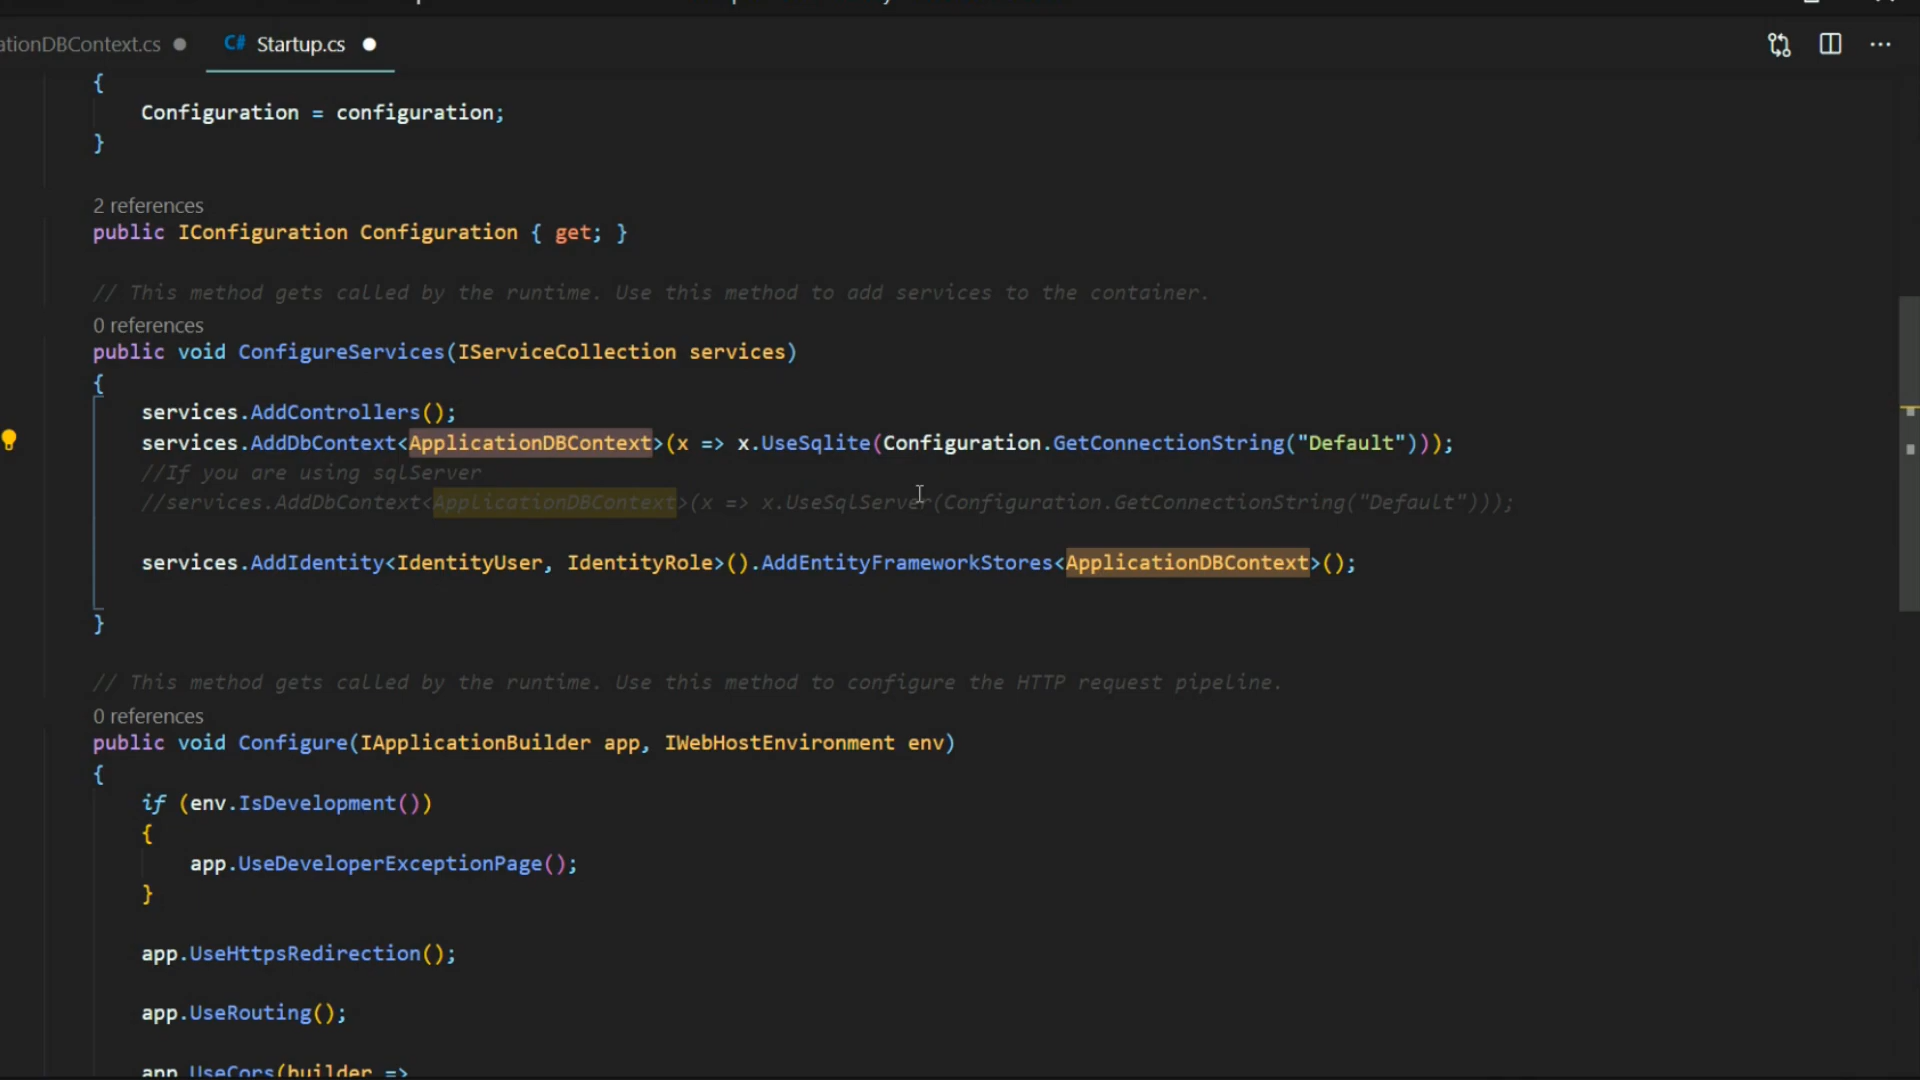 ationDBContext.cs ● C# Startup.cs ●
{
Configuration = configuration;
}
2 references
public IConfiguration Configuration { get; }
// This method gets called by the runtime. Use this method to add services to the container.
0 references
public void ConfigureServices(IServiceCollection services)
{
services.AddControllers();
services.AddDbContext<ApplicationDBContext>(x => x.UseSqlite(Configuration.GetConnectionString("Default")));
//If you are using sqlServer
//services.AddDbContext<ApplicationDBContext>(x => x.UseSqlServer(Configuration.GetConnectionString("Default")));
services.AddIdentity<IdentityUser, IdentityRole>().AddEntityFrameworkStores<ApplicationDBContext>();
}
// This method gets called by the runtime. Use this method to configure the HTTP request pipeline.
0 references
public void Configure(IApplicationBuilder app, IWebHostEnvironment env)
{
if (env.IsDevelopment())
{
app.UseDeveloperExceptionPage();
}
app.UseHttpsRedirection();
app.UseRouting();
app.UseCors(builder =>